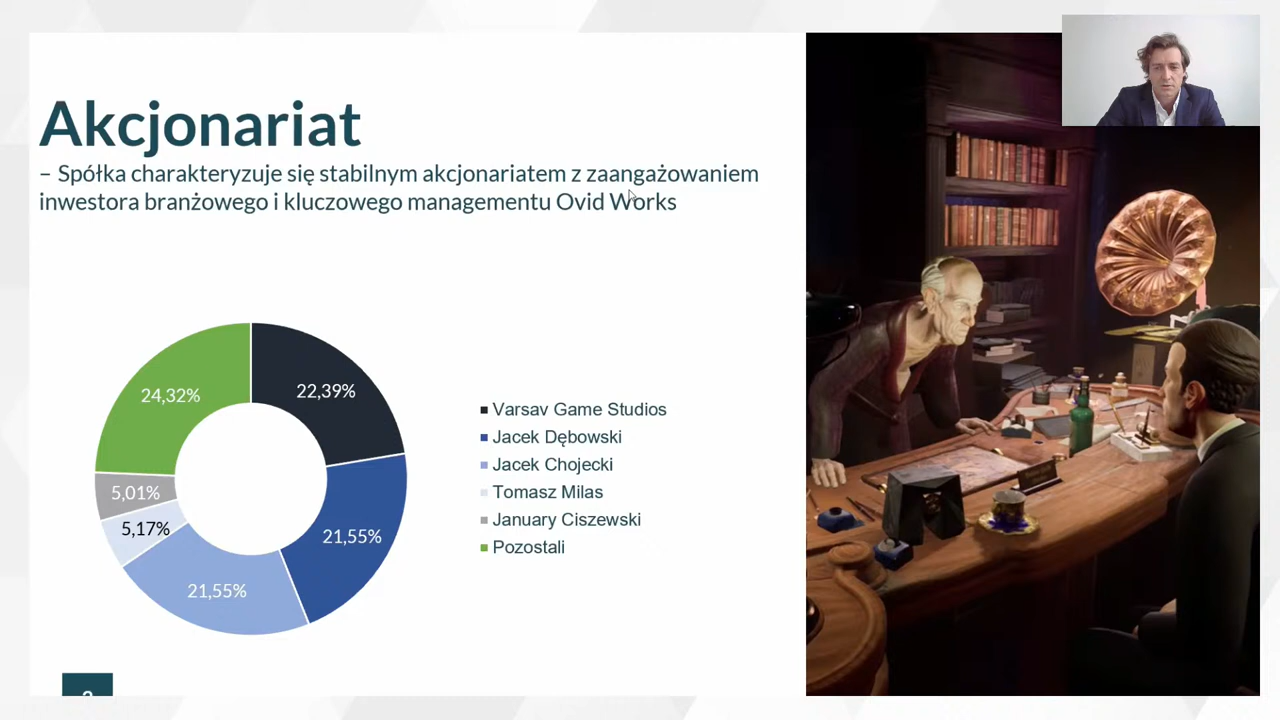 Akcjonariat
– Spółka charakteryzuje się stabilnym akcjonariatem z zaangażowaniem
inwestora branżowego i kluczowego managementu Ovid Works
24,32%
22,39%
5,01%
5,17%
21,55%
21,55%
Varsav Game Studios
Jacek Dębowski
Jacek Chojecki
Tomasz Milas
January Ciszewski
Pozostali